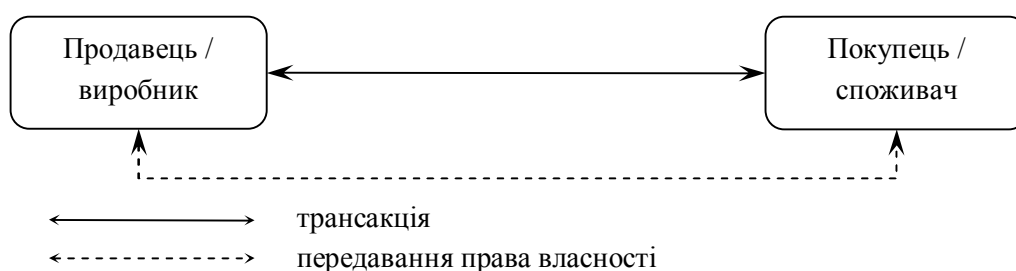 Продавець /
виробник
Покупець /
споживач
трансакція
передавання права власності